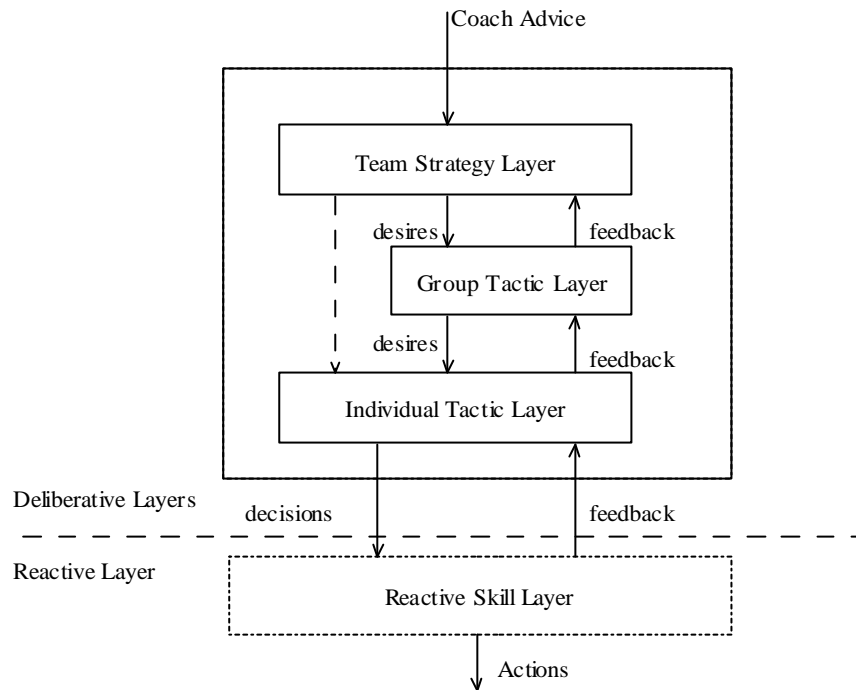 Coach Advice
Team Strategy Layer
desires
feedback
Group Tactic Layer
desires
feedback
Individual Tactic Layer
Deliberative Layers
decisions
feedback
Reactive Layer
Reactive Skill Layer
Actions